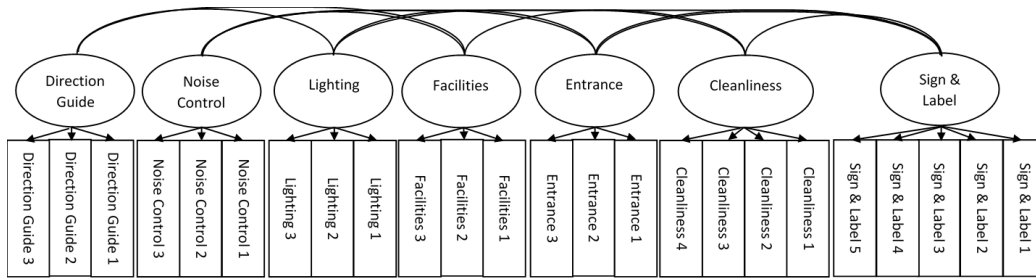 Direction
Guide
Noise
Control
Lighting
Facilities
Entrance
Cleanliness
Sign &
Label
Direction Guide 3
Direction Guide 2
Direction Guide 1
Noise Control 3
Noise Control 2
Noise Control 1
Lighting 3
Lighting 2
Lighting 1
Facilities 3
Facilities 2
Facilities 1
Entrance 3
Entrance 2
Entrance 1
Cleanliness 4
Cleanliness 3
Cleanliness 2
Cleanliness 1
Sign & Label 5
Sign & Label 4
Sign & Label 3
Sign & Label 2
Sign & Label 1